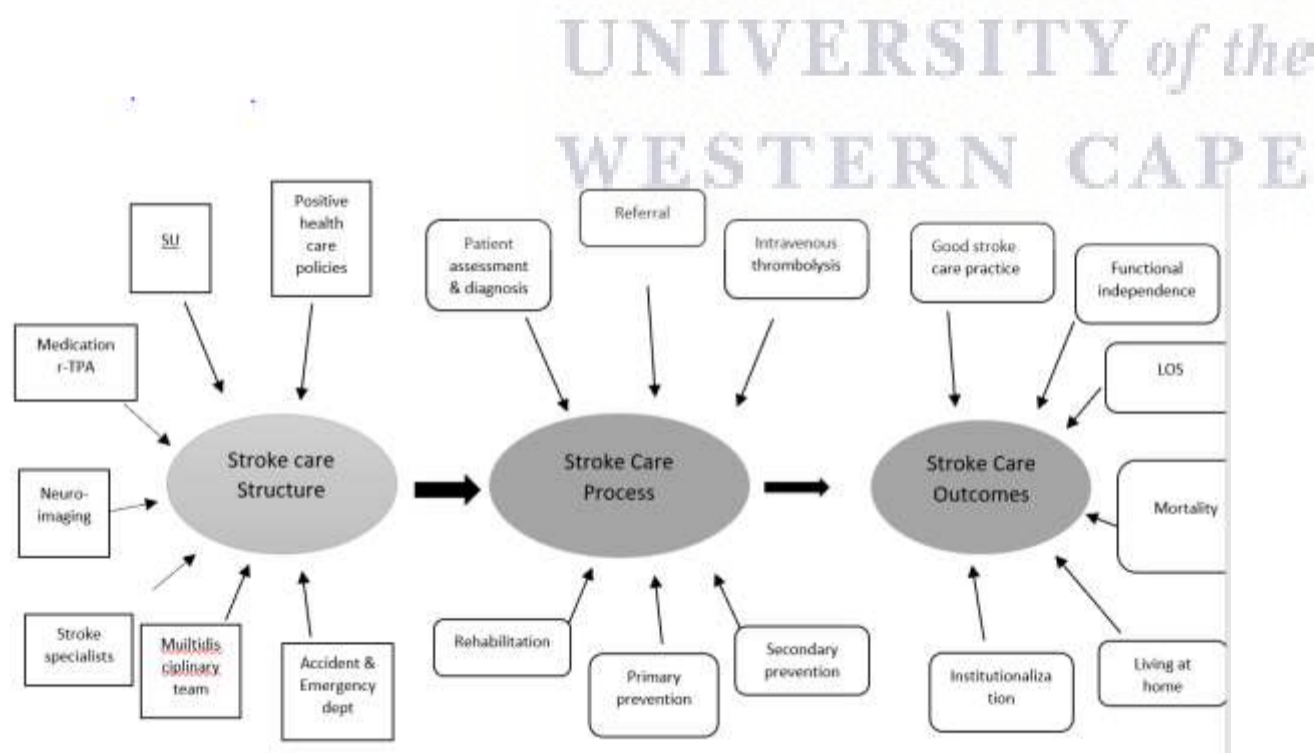 UNIVERSITY of the
WESTERN CAPE
SU
Positive
health
care
policies
Medication
r-TPA
Neuro-
imaging
Stroke
specialists
Muiltidis
ciplinary
team
Accident &
Emergency
dept
Stroke care
Structure
Patient
assessment
& diagnosis
Referral
Intravenous
thrombolysis
Stroke Care
Process
Rehabilitation
Primary
prevention
Secondary
prevention
Good stroke
care practice
Functional
independence
LOS
Mortality
Stroke Care
Outcomes
Institutionaliza
tion
Living at
home